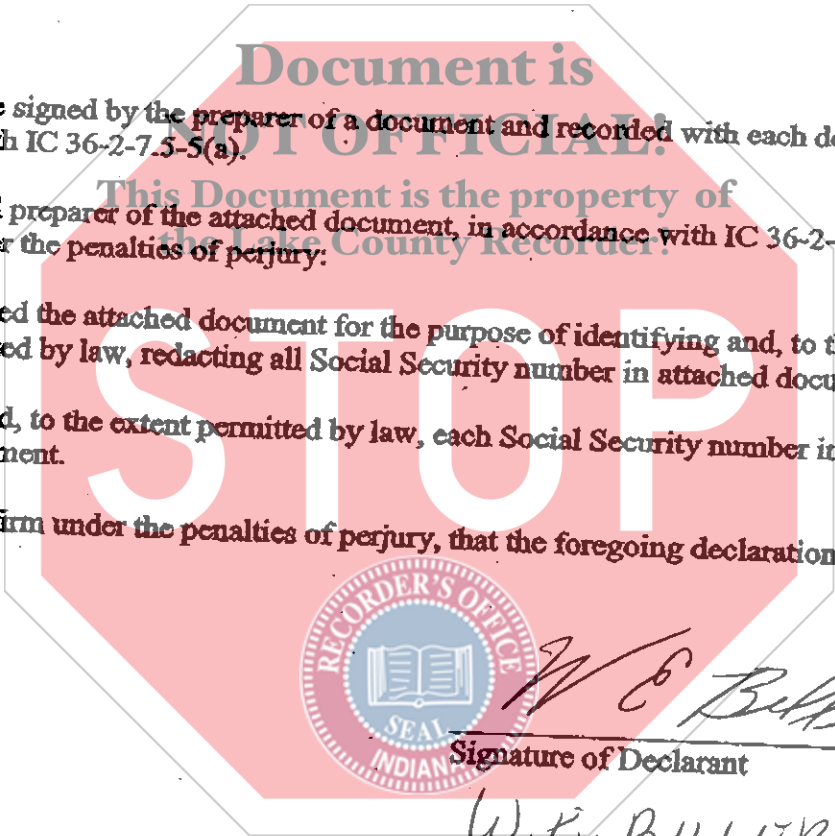 Document is
e signed by the preparer of a document and recorded with each do
NOT OFFICIAL!
h IC 36-2-7.5-5(a).
This Document is the property of
preparer of the attached document, in accordance with IC 36-2-
the Lake County Recorder!
r the penalties of perjury:
ed the attached document for the purpose of identifying and, to t
ed by law, redacting all Social Security number in attached docu
STOP
d, to the extent permitted by law, each Social Security number in
ment.
irm under the penalties of perjury, that the foregoing declaration
RECORDER'S OFFICE
SEAL
INDIANA
W E
Signature of Declarant
W. E.